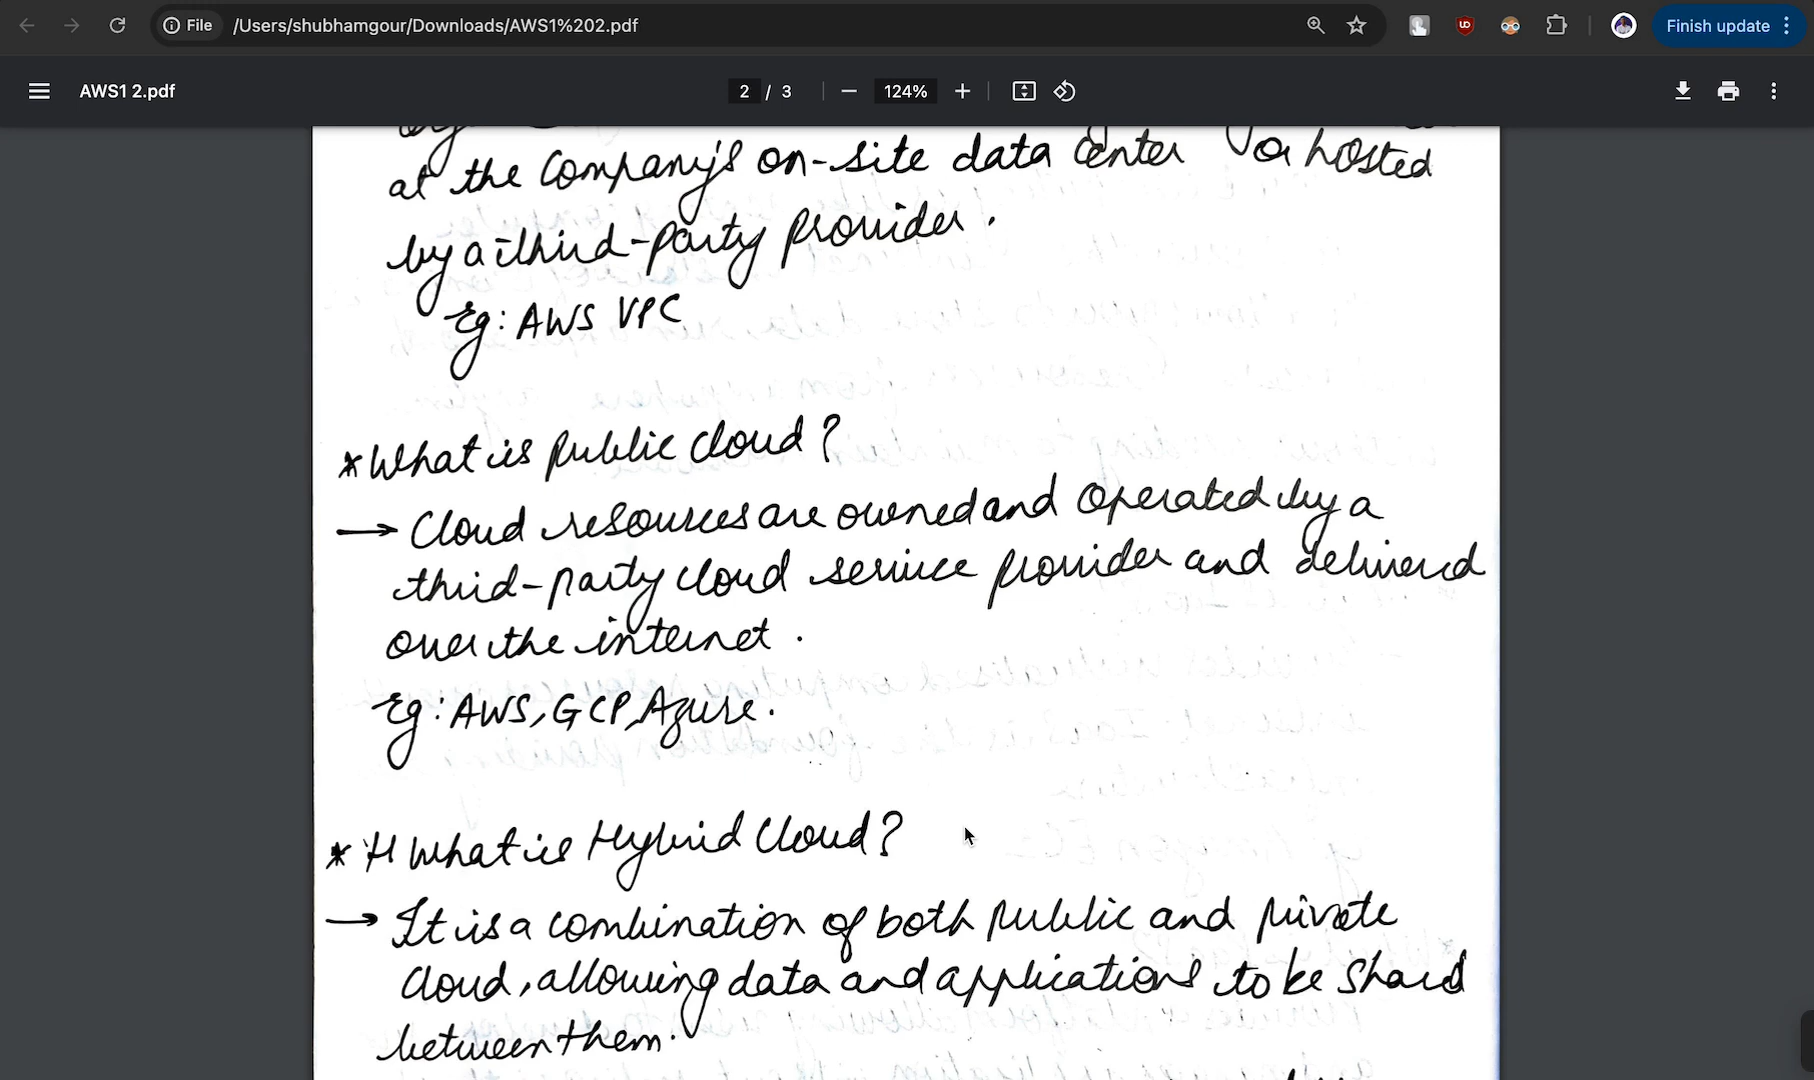 File
/Users/shubhamgour/Downloads/AWS1%202.pdf
Finish update
AWS1 2.pdf
2 / 3
124%
at the Company's on-site data center or hosted
by a third-party provider.
Eg: AWS VPC
*What is public cloud?
→ Cloud resources are owned and operated by a
third-party cloud service provider and delivered
over the internet.
Eg: AWS, GCP, Azure.
* H What is Hybrid Cloud?
→ It is a combination of both public and private
cloud, allowing data and applications to be shard
between them.